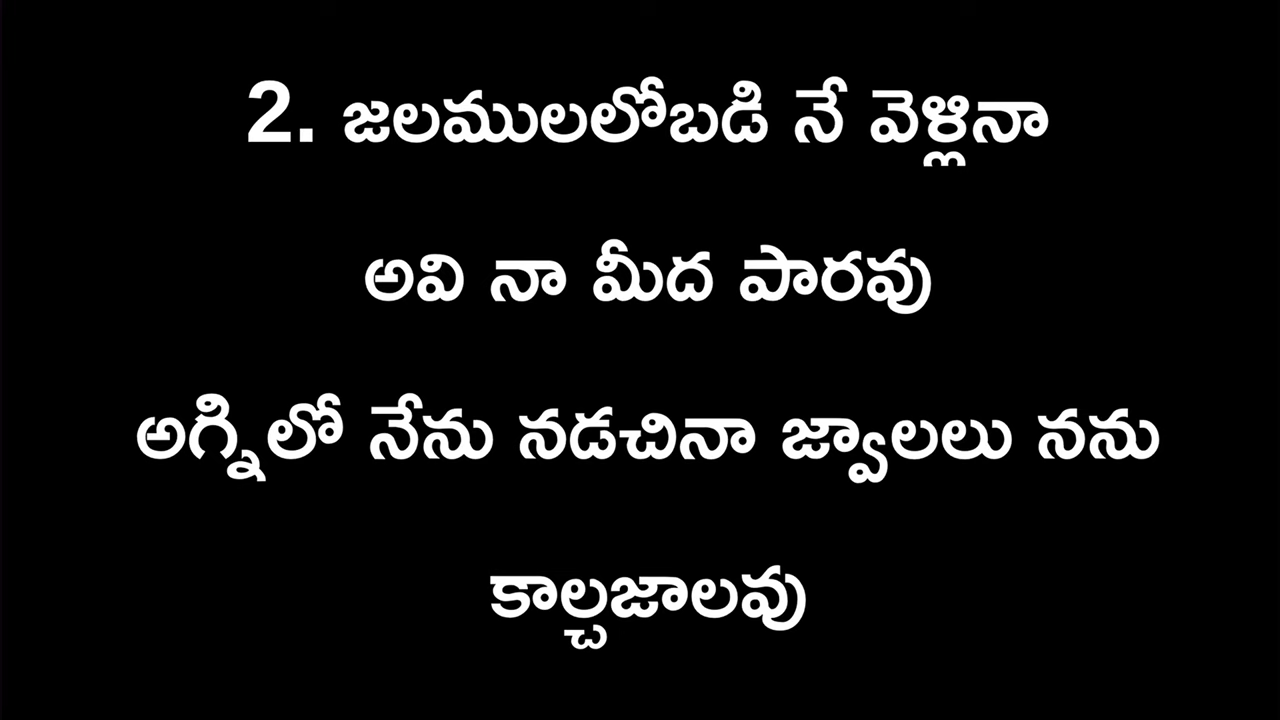 2. జలములలోబడి నే వెళ్లినా
అవి నా మీద పారవు
అగ్నిలో నేను నడచినా జ్వాలలు నను
కాల్చజాలవు